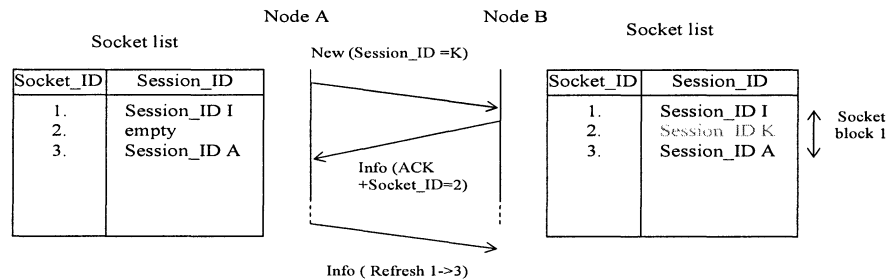 Node A
Node B
Socket list
Socket list
New (Session_ID =K)
Socket_ID
Session_ID
1.
Session_ID I
2.
empty
3.
Session_ID A
Info (ACK
+Socket_ID=2)
Info ( Refresh 1->3)
Socket_ID
Session_ID
1.
Session_ID I
2.
Session_ID K
3.
Session_ID A
Socket
block 1